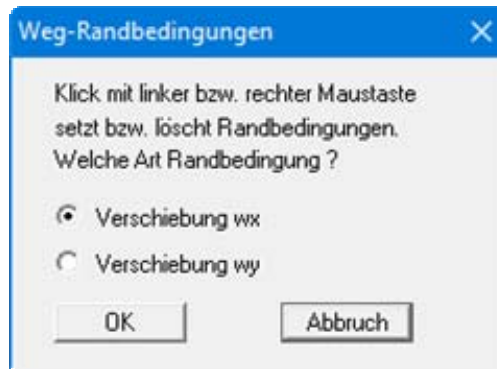 Weg-Randbedingungen
Klick mit linker bzw. rechter Maustaste
setzt bzw. löscht Randbedingungen.
Welche Art Randbedingung ?
Verschiebung wx
Verschiebung wy
OK Abbruch